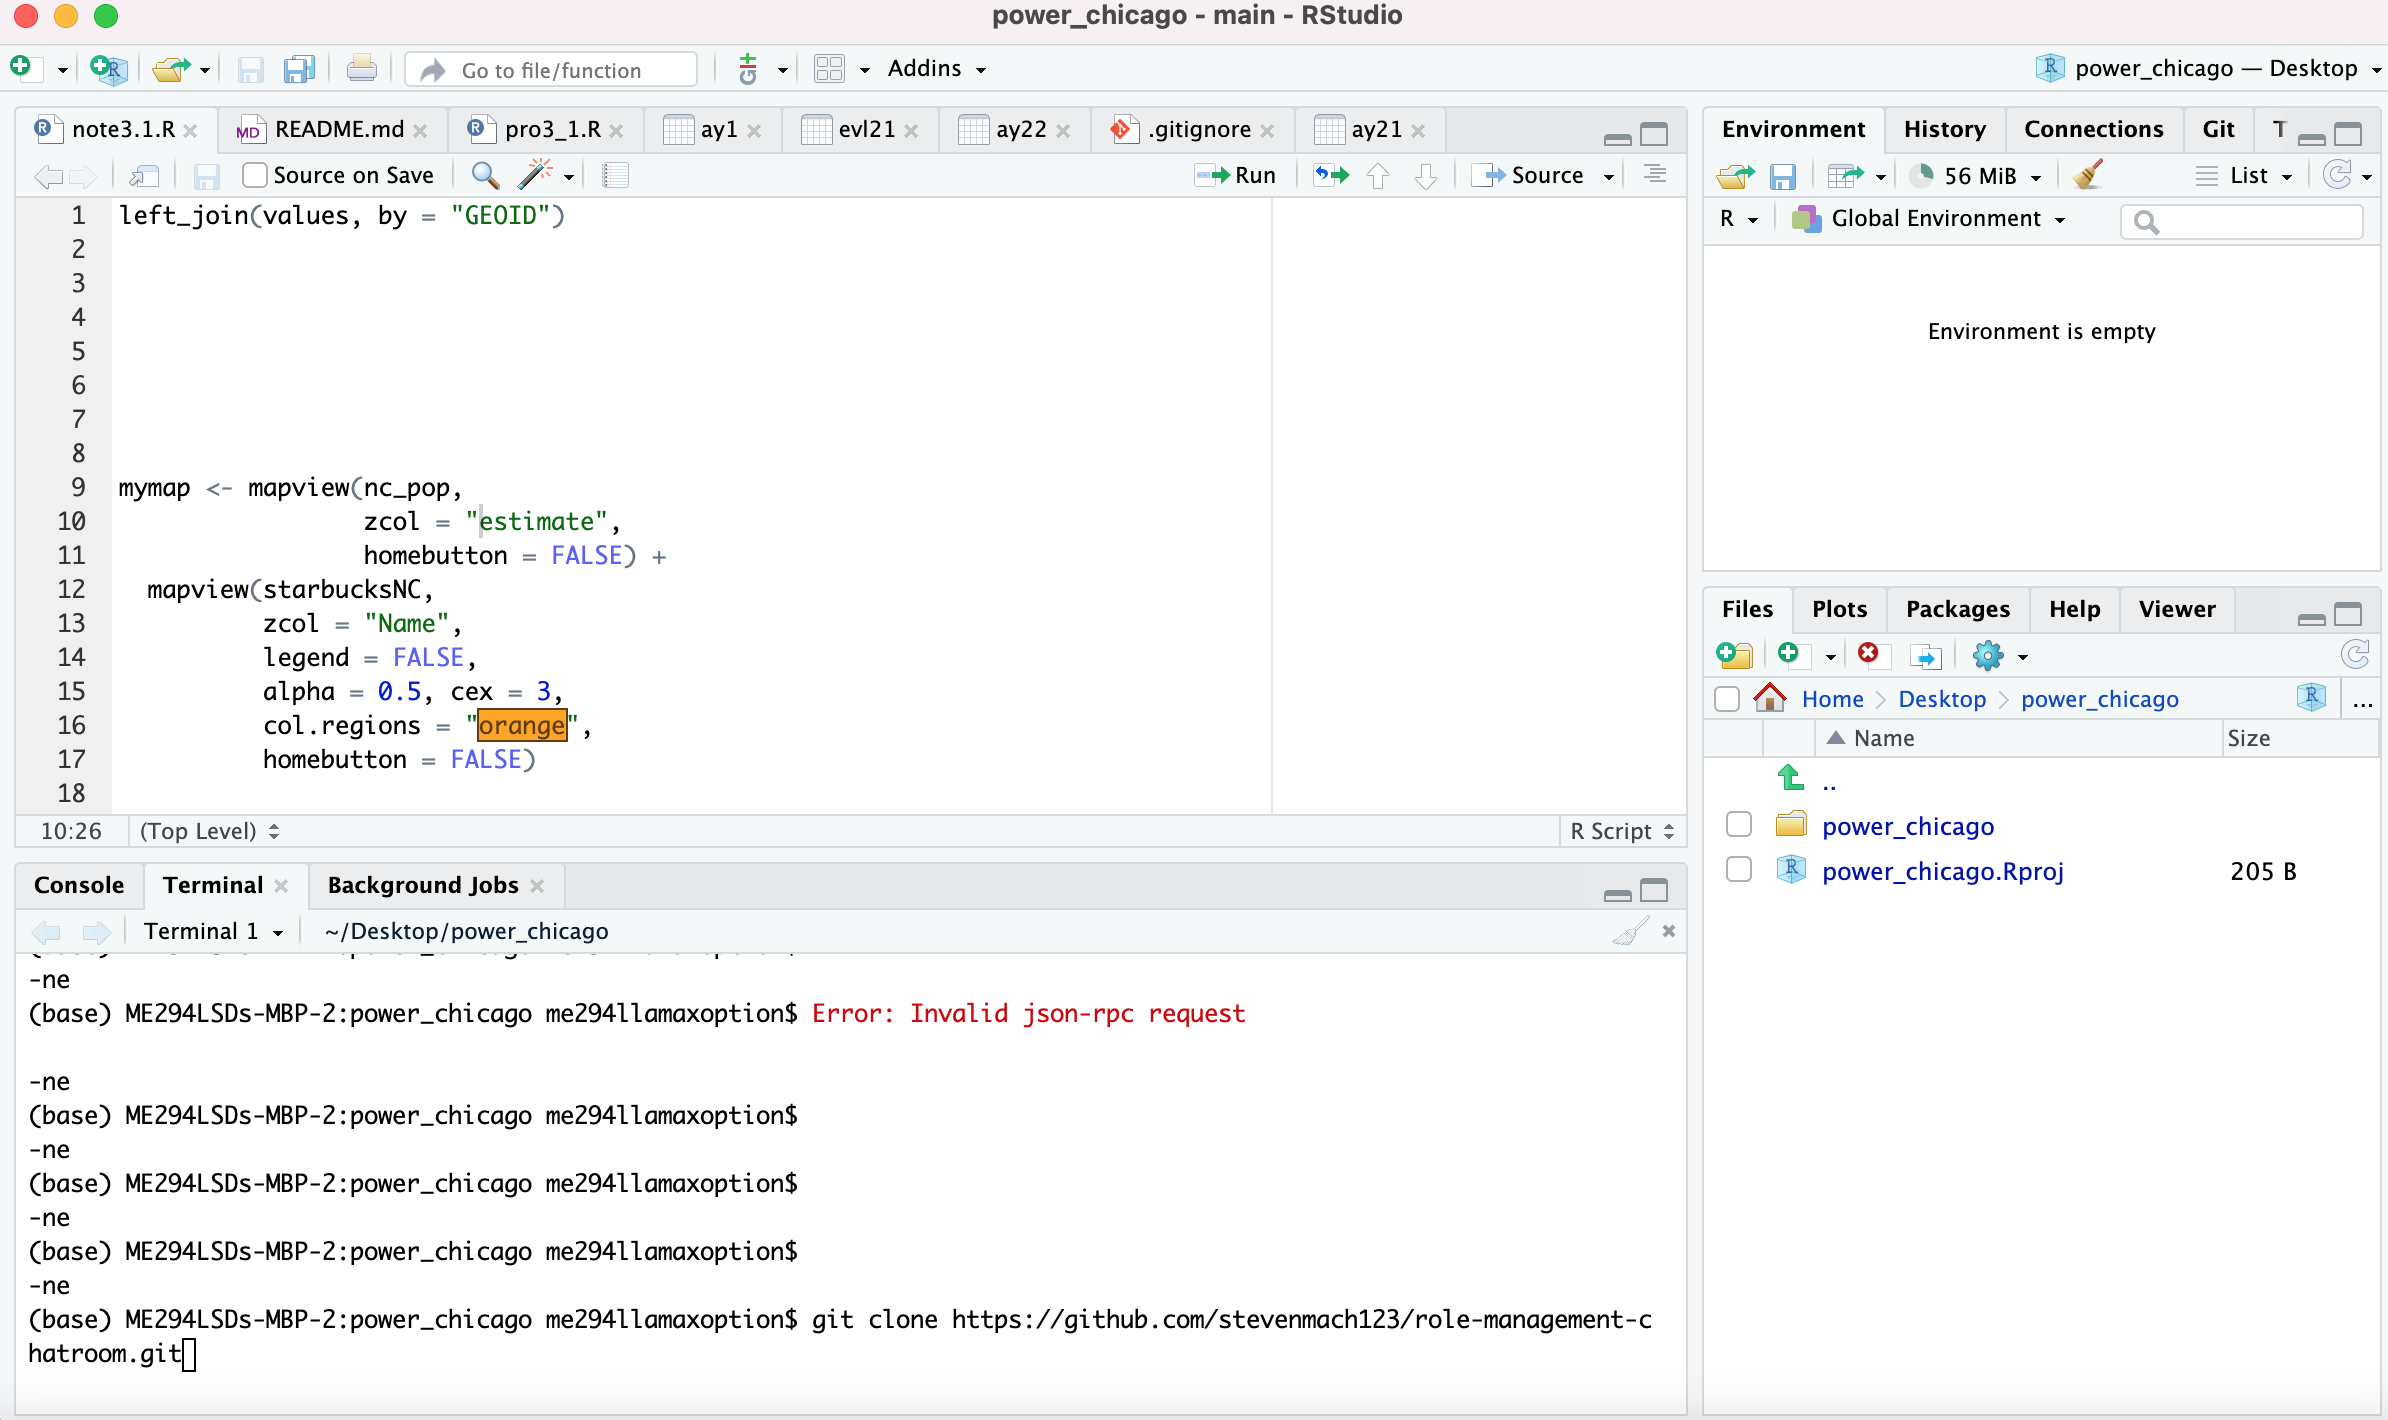 power_chicago - main - RStudio
Go to file/function
Addins
power_chicago — Desktop
note3.1.R
README.md
pro3_1.R
ay1
evl21
ay22
.gitignore
ay21
Source on Save
Run
Source
1 left_join(values, by = "GEOID")
2
3
4
5
6
7
8
9 mymap <- mapview(nc_pop,
10 zcol = "estimate",
11 homebutton = FALSE) +
12 mapview(starbucksNC,
13 zcol = "Name",
14 legend = FALSE,
15 alpha = 0.5, cex = 3,
16 col.regions = "orange",
17 homebutton = FALSE)
18
10:26 (Top Level) R Script
Console Terminal Background Jobs
Terminal 1 ~/Desktop/power_chicago
-ne
(base) ME294LSDs-MBP-2:power_chicago me294llamaxoption$ Error: Invalid json-rpc request
-ne
(base) ME294LSDs-MBP-2:power_chicago me294llamaxoption$
-ne
(base) ME294LSDs-MBP-2:power_chicago me294llamaxoption$
-ne
(base) ME294LSDs-MBP-2:power_chicago me294llamaxoption$
-ne
(base) ME294LSDs-MBP-2:power_chicago me294llamaxoption$ git clone https://github.com/stevenmach123/role-management-c
hatroom.git
Environment History Connections Git T
56 MiB List
R Global Environment
Environment is empty
Files Plots Packages Help Viewer
Home Desktop power_chicago ...
Name Size
..
power_chicago
power_chicago.Rproj 205 B